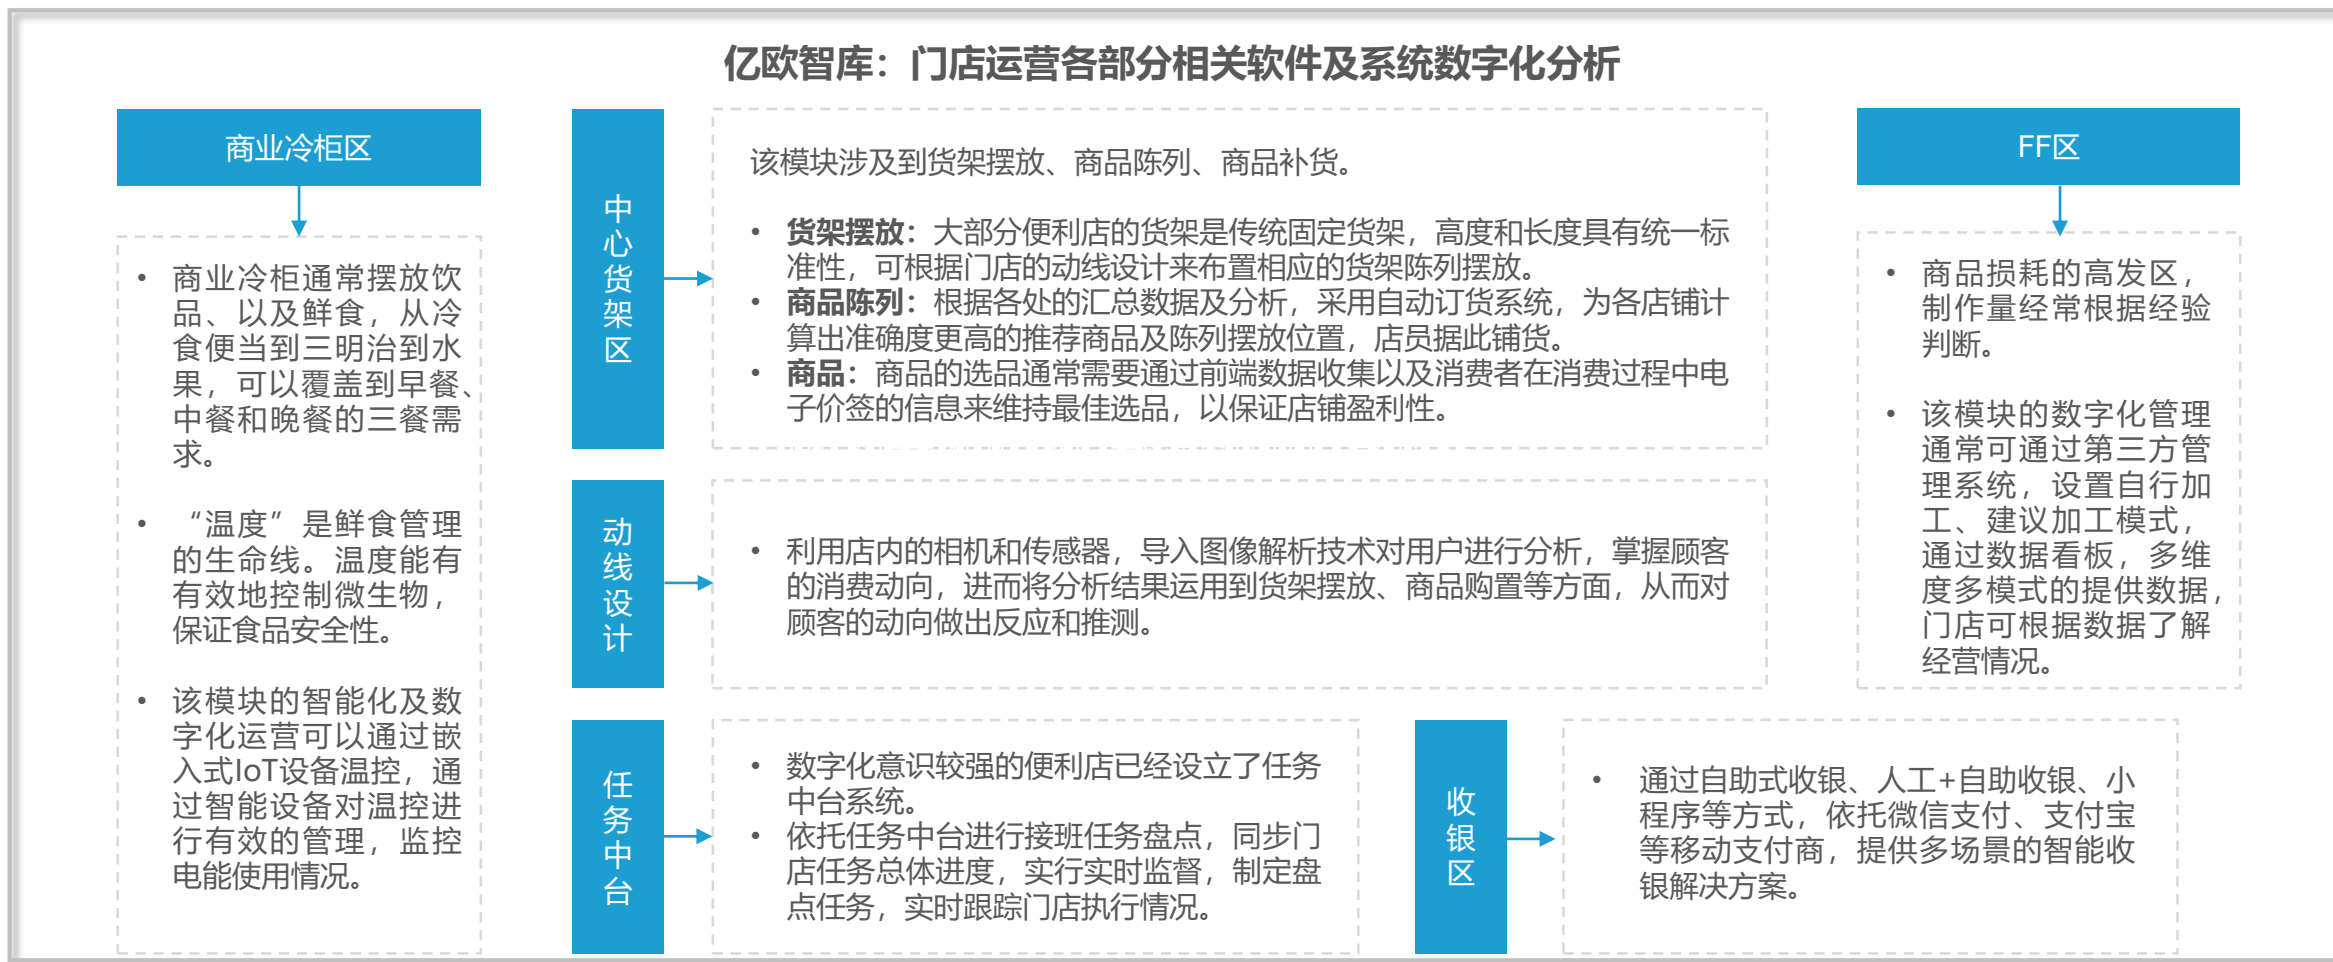 亿欧智库：门店运营各部分相关软件及系统数字化分析
商业冷柜区
• 商业冷柜通常摆放饮
品、以及鲜食，从冷
食便当到三明治到水
果，可以覆盖到早餐、
中餐和晚餐的三餐需
求。
• “温度”是鲜食管理
的生命线。温度能有
有效地控制微生物，
保证食品安全性。
• 该模块的智能化及数
字化运营可以通过嵌
入式IoT设备温控，通
过智能设备对温控进
行有效的管理，监控
电能使用情况。
中心货架区
该模块涉及到货架摆放、商品陈列、商品补货。
• 货架摆放：大部分便利店的货架是传统固定货架，高度和长度具有统一标
准性，可根据门店的动线设计来布置相应的货架陈列摆放。
• 商品陈列：根据各处的汇总数据及分析，采用自动订货系统，为各店铺计
算出准确度更高的推荐商品及陈列摆放位置，店员据此铺货。
• 商品：商品的选品通常需要通过前端数据收集以及消费者在消费过程中电
子价签的信息来维持最佳选品，以保证店铺盈利性。
动线设计
• 利用店内的相机和传感器，导入图像解析技术对用户进行分析，掌握顾客
的消费动向，进而将分析结果运用到货架摆放、商品购置等方面，从而对
顾客的动向做出反应和推测。
任务中台
• 数字化意识较强的便利店已经设立了任务
中台系统。
• 依托任务中台进行接班任务盘点，同步门
店任务总体进度，实行实时监督，制定盘
点任务，实时跟踪门店执行情况。
收银区
• 通过自助式收银、人工+自助收银、小
程序等方式，依托微信支付、支付宝
等移动支付商，提供多场景的智能收
银解决方案。
FF区
• 商品损耗的高发区，
制作量经常根据经验
判断。
• 该模块的数字化管理
通常可通过第三方管
理系统，设置自行加
工、建议加工模式，
通过数据看板，多维
度多模式的提供数据，
门店可根据数据了解
经营情况。